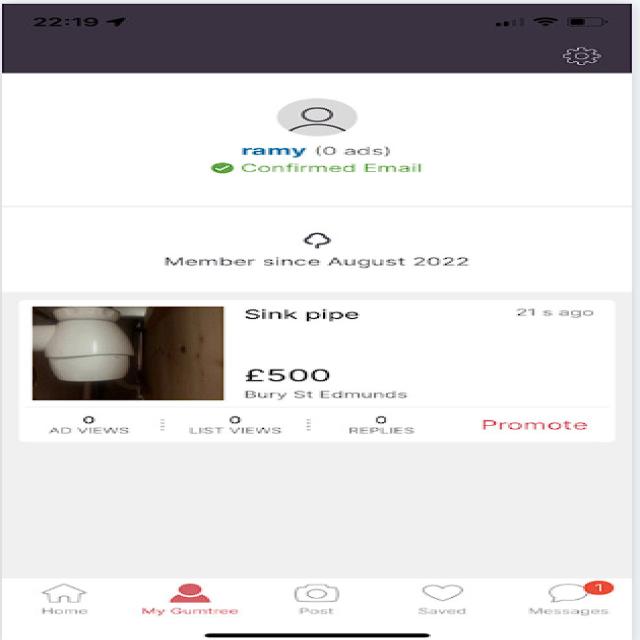 22:19
ramy (0 ads)
Confirmed Email
Member since August 2022
Sink pipe
21 s ago
£500
Bury St Edmunds
0 0 0
AD VIEWS LIST VIEWS REPLIES
Promote
1
Home My Gumtree Post Saved Messages